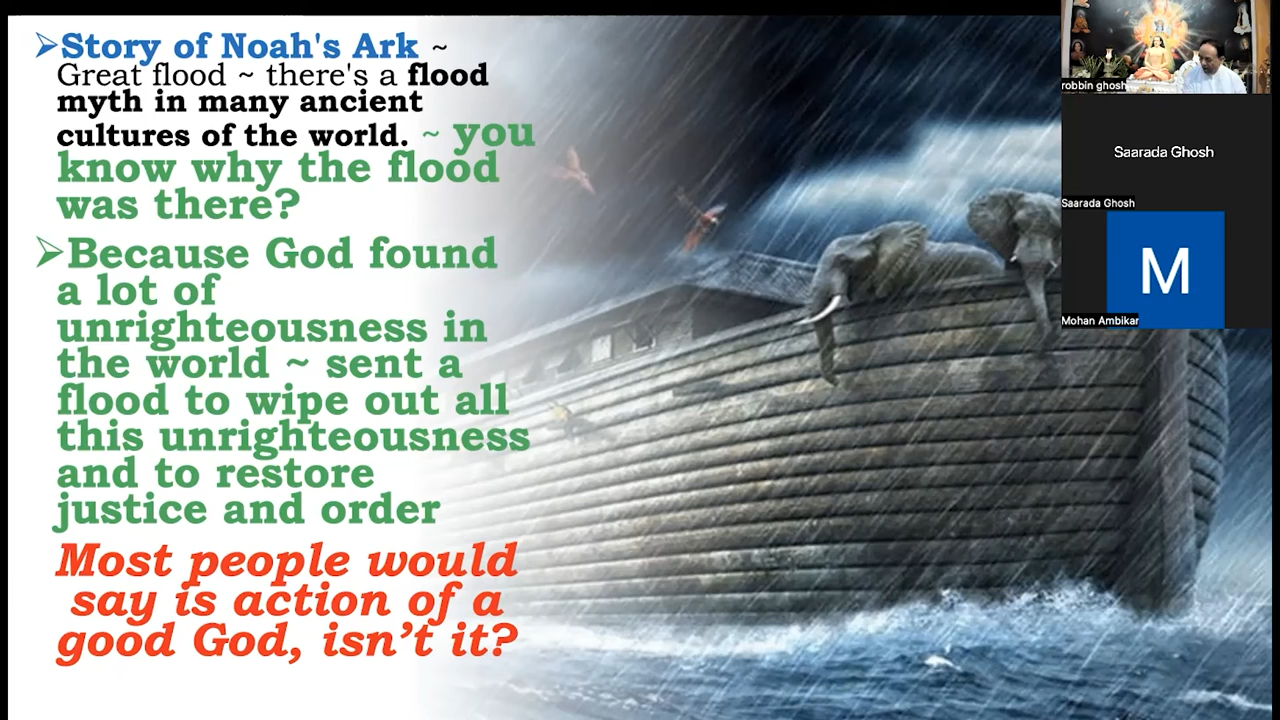 ➢Story of Noah's Ark ~
Great flood ~ there's a flood
myth in many ancient
cultures of the world. ~ you
know why the flood
was there?
➢Because God found
a lot of
unrighteousness in
the world ~ sent a
flood to wipe out all
this unrighteousness
and to restore
justice and order
Most people would
say is action of a
good God, isn’t it?
robbin ghosh
Saarada Ghosh
Saarada Ghosh
M
Mohan Ambikar